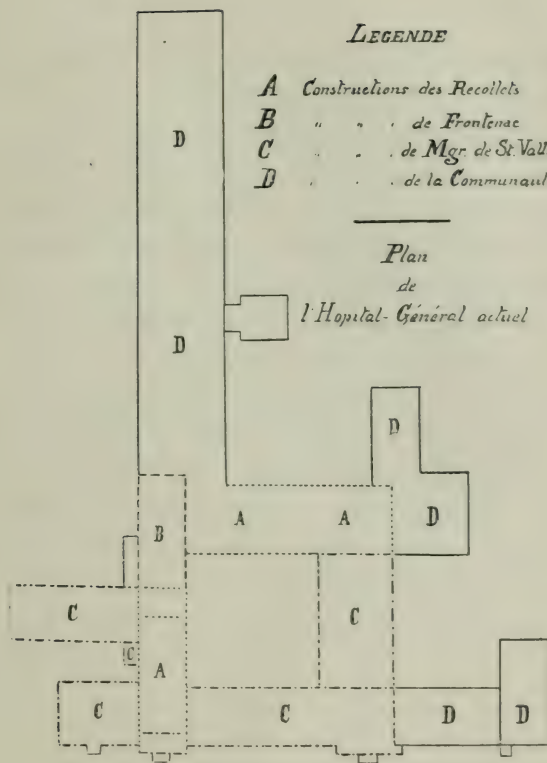 LEGENDE
A Constructions des Recollets
B " " . de Frontenac
C . . . de Mgr. de St. Vall
D . . . de la Communaut
Plan
de
l'Hopital-Général actuel
D
D
D
A A D
B
C C
C
A
C C D D